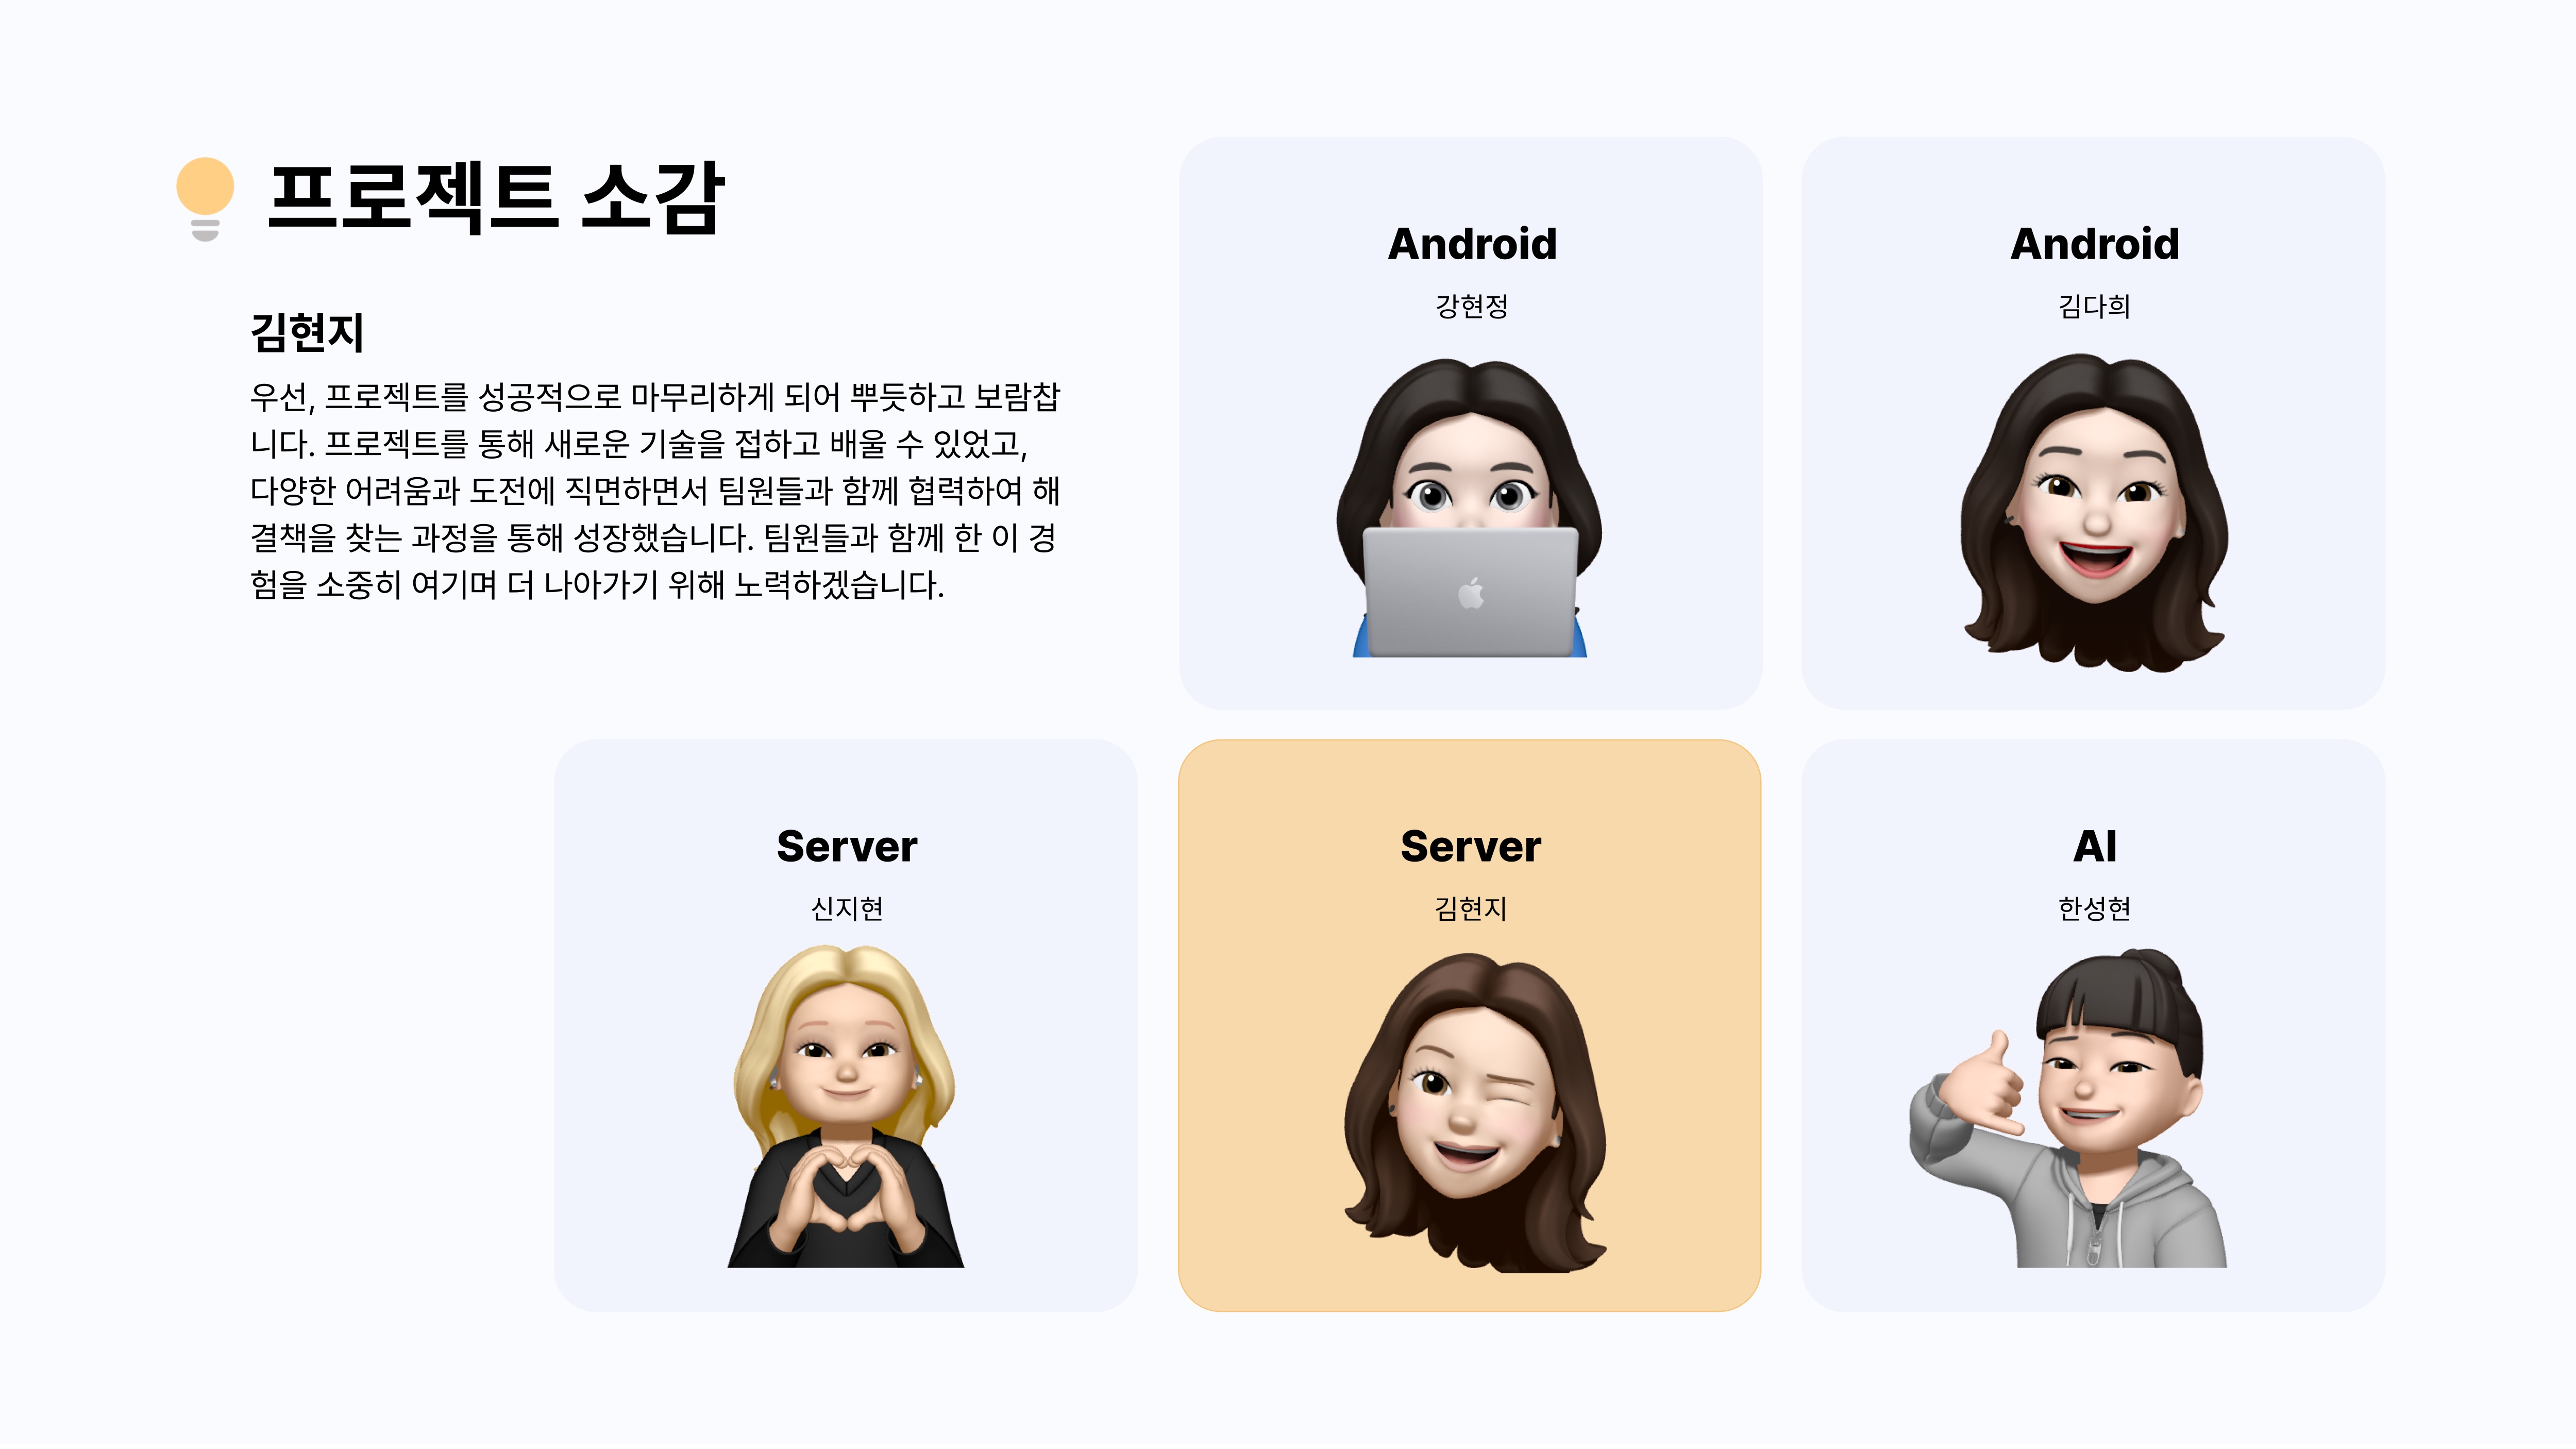 프로젝트 소감
김현지
우선, 프로젝트를 성공적으로 마무리하게 되어 뿌듯하고 보람찹
니다. 프로젝트를 통해 새로운 기술을 접하고 배울 수 있었고,
다양한 어려움과 도전에 직면하면서 팀원들과 함께 협력하여 해
결책을 찾는 과정을 통해 성장했습니다. 팀원들과 함께 한 이 경
험을 소중히 여기며 더 나아가기 위해 노력하겠습니다.
Android
강현정
Android
김다희
Server
신지현
Server
김현지
AI
한성현